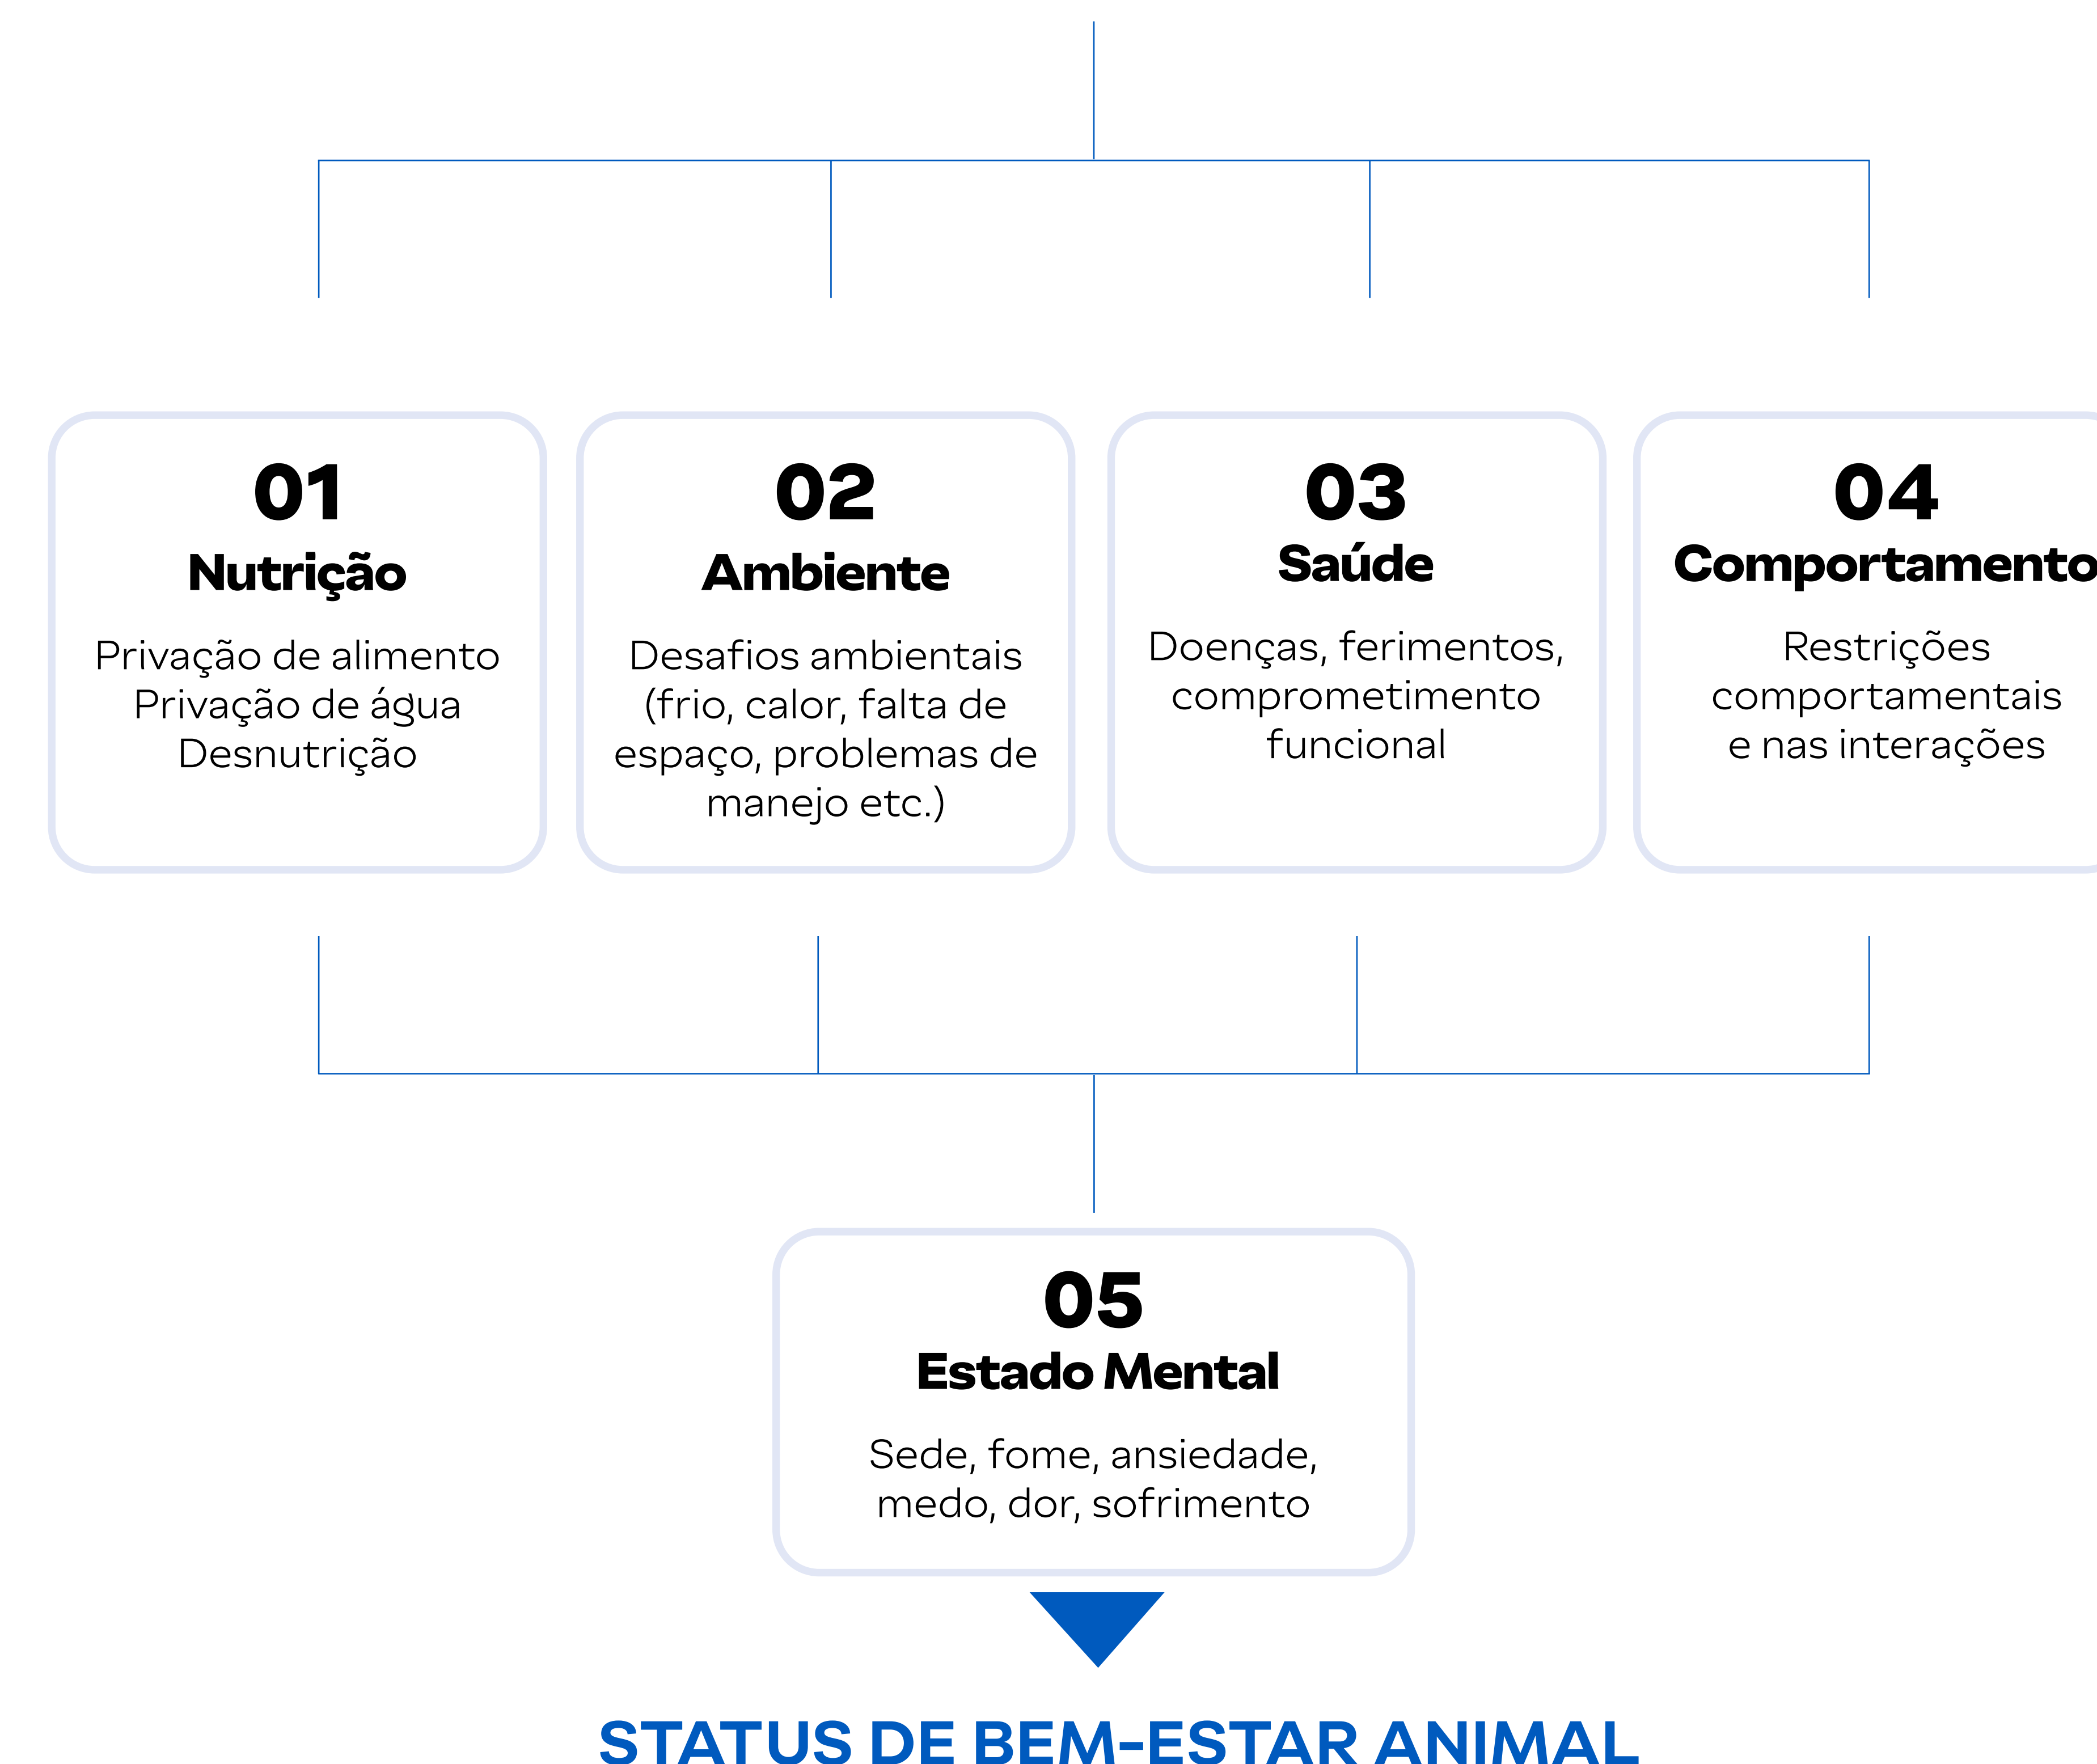 01
Nutrição
Privação de alimento
Privação de água
Desnutrição
02
Ambiente
Desafios ambientais
(frio, calor, falta de
espaço, problemas de
manejo etc.)
03
Saúde
Doenças, ferimentos,
comprometimento
funcional
04
Comportamento
Restrições
comportamentais
e nas interações
05
Estado Mental
Sede, fome, ansiedade,
medo, dor, sofrimento
STATUS DE BEM-ESTAR ANIMAL